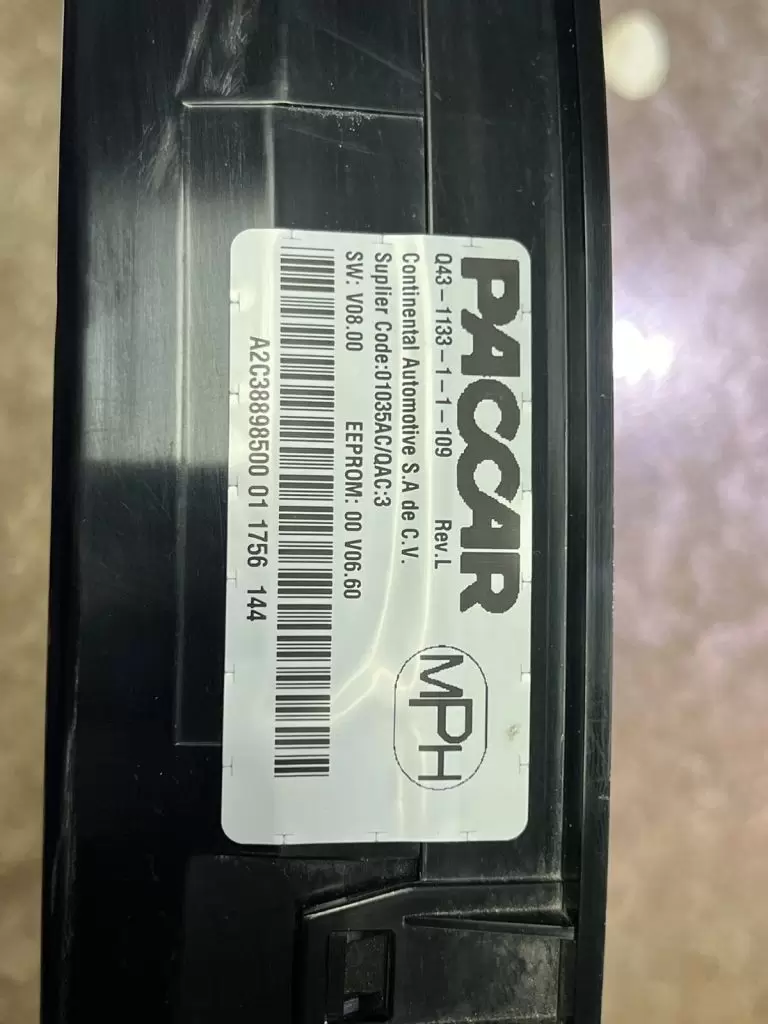 PACCAR
Q43-1133-1-1-109 Rev.L
Continental Automotive S.A de C.V.
Suplier Code:01035AC/QAC:3
SW: V08.00 EEPROM: 00 V06.60
A2C38898500 01 1756 144
MPH